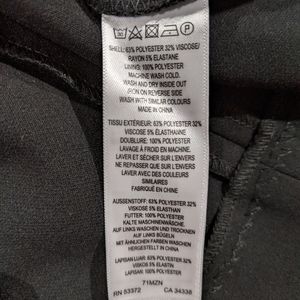 SHELL: 63% POLYESTER 32% VISCOSE/
RAYON 5% ELASTANE
LINING: 100% POLYESTER
MACHINE WASH COLD.
WASH AND DRY INSIDE OUT
IRON ON REVERSE SIDE
WASH WITH SIMILAR COLOURS
MADE IN CHINA
TISSU EXTÉRIEUR: 63% POLYESTER 32%
VISCOSE 5% ELASTHANNE
DOUBLURE: 100% POLYESTER
LAVAGE À FROID EN MACHINE.
LAVER ET SÉCHER SUR L'ENVERS
NE REPASSER QUE SUR L'ENVERS
LAVER AVEC DES COULEURS
SIMILAIRES
FABRIQUÉ EN CHINE
AUSSENSTOFF: 63% POLYESTER 32%
VISKOSE 5% ELASTHAN
FUTTER: 100% POLYESTER
KALTE MASCHINENWÄSCHE.
AUF LINKS WASCHEN UND TROCKNEN
AUF LINKS BÜGELN
MIT ÄHNLICHEN FARBEN WASCHEN
HERGESTELLT IN CHINA
LAPISAN LUAR: 63% POLIESTER 32%
VISKOS 5% ELASTIN
LAPISAN: 100% POLIESTER
71MZN
RN 53372 CA 34338